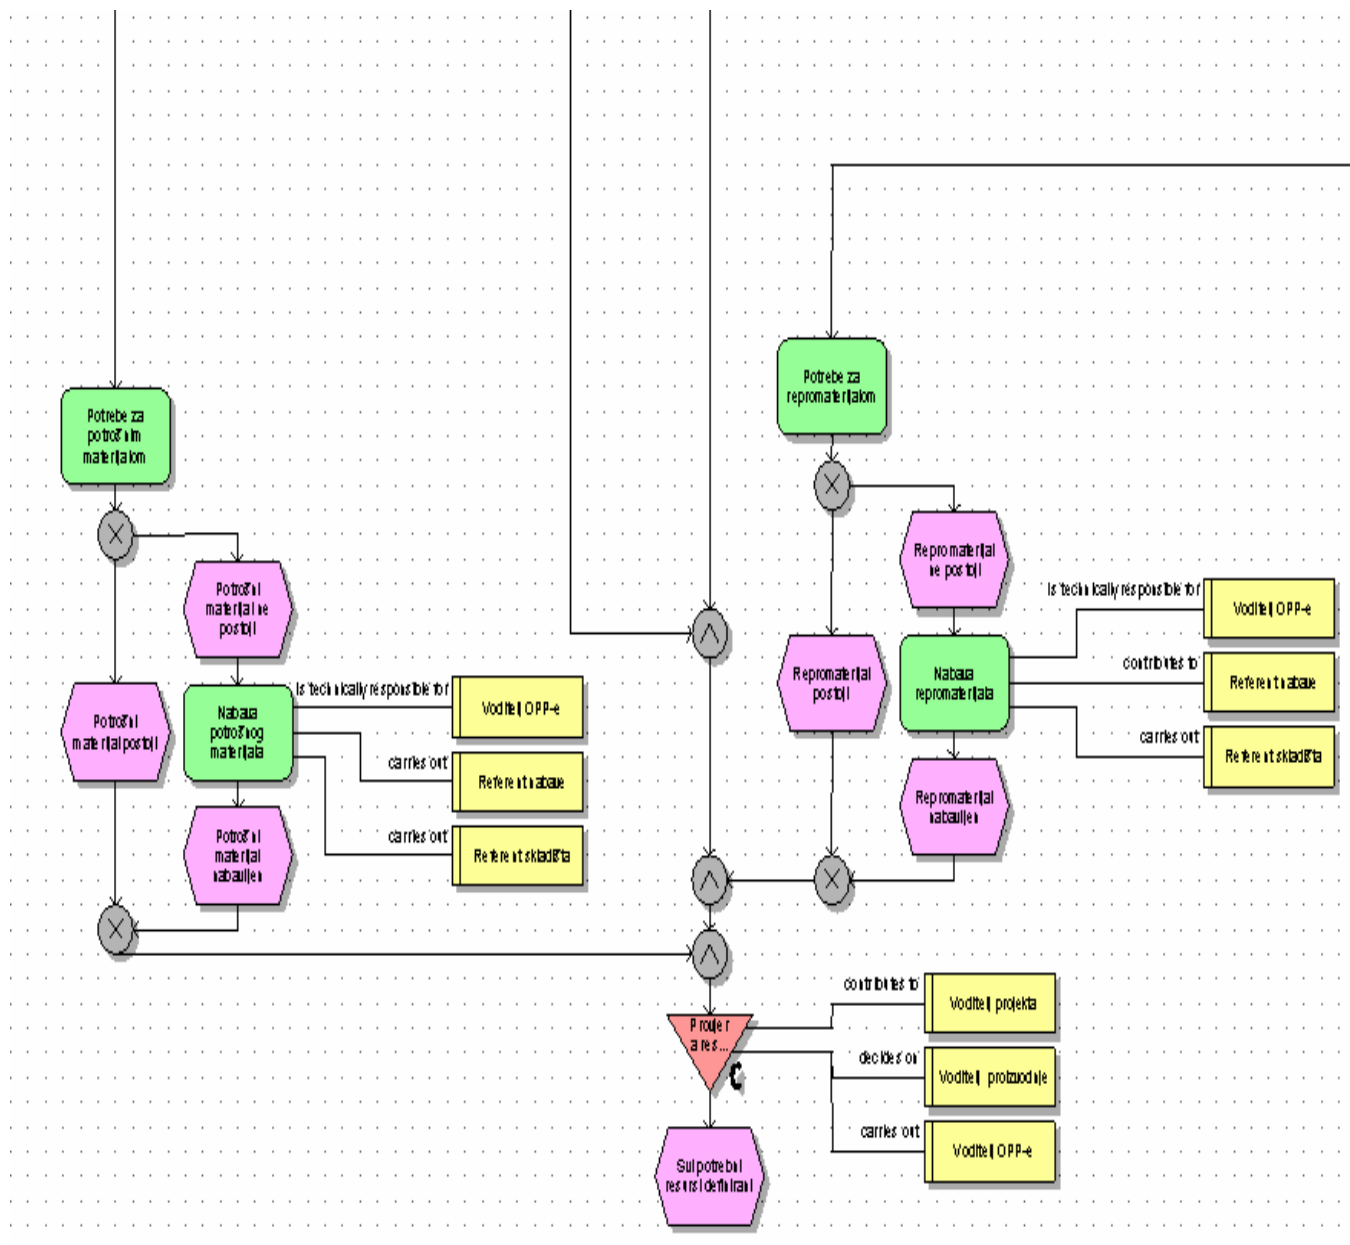 Potrebe za
repromaterijalom
Potrebe za
potrošnim
materijalom
Repromaterijal
ne postoji
Potrošni
materijal ne
postoji
is technically responsible for
Voditelj OPP-e
Repromaterijal
postoji
Nabava
repromaterijala
contributes to
Referent nabave
carries out
Referent skladišta
Potrošni
materijal postoji
Nabava
potrošnog
materijala
is technically responsible for
Voditelj OPP-e
carries out
Referent nabave
carries out
Referent skladišta
Repromaterijal
nabavljen
Potrošni
materijal
nabavljen
Provjer
a res...
C
contributes to
Voditelj projekta
decides on
Voditelj proizvodnje
carries out
Voditelj OPP-e
Svi potrebni
resursi definirani